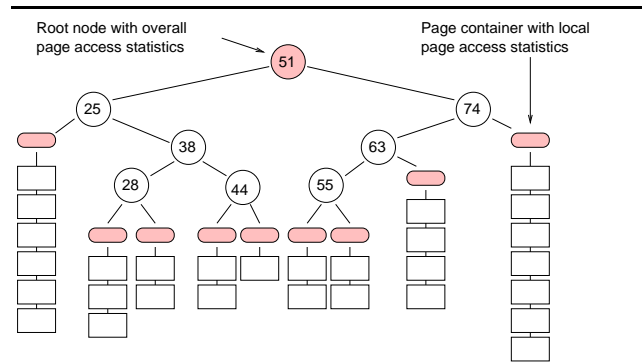 Root node with overall
page access statistics
Page container with local
page access statistics
51
25
74
38
63
28
44
55